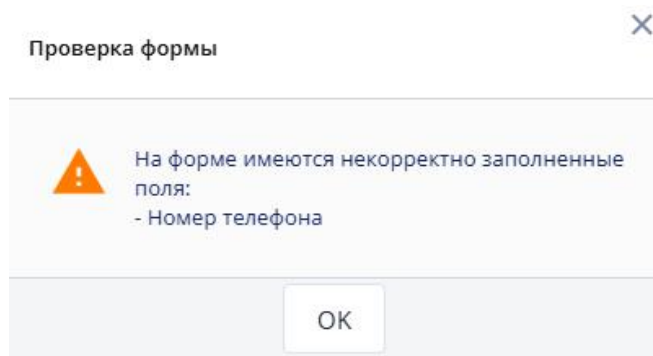 Проверка формы
На форме имеются некорректно заполненные
поля:
- Номер телефона
OK